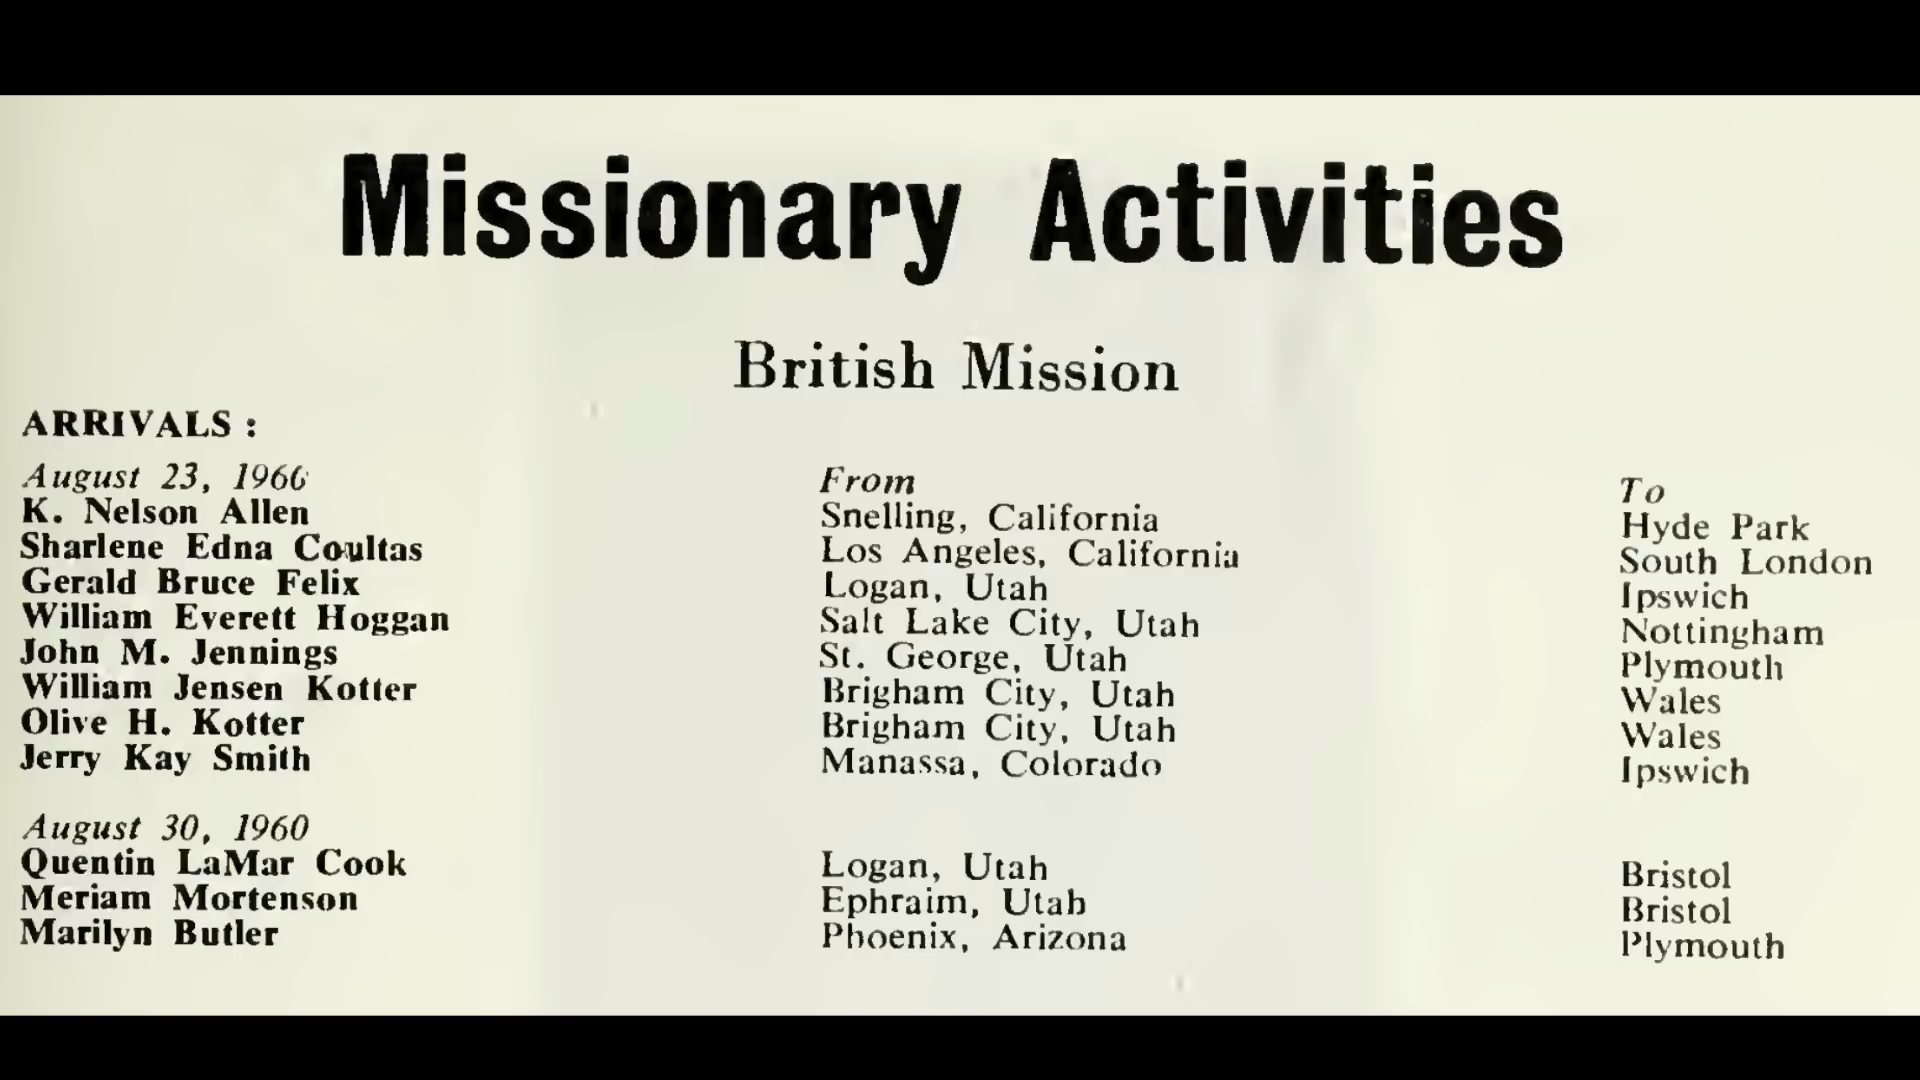 Missionary Activities
British Mission
ARRIVALS :
August 23, 1960 From To
K. Nelson Allen Snelling, California Hyde Park
Sharlene Edna Coultas Los Angeles, California South London
Gerald Bruce Felix Logan, Utah Ipswich
William Everett Hoggan Salt Lake City, Utah Nottingham
John M. Jennings St. George, Utah Plymouth
William Jensen Kotter Brigham City, Utah Wales
Olive H. Kotter Brigham City, Utah Wales
Jerry Kay Smith Manassa, Colorado Ipswich
August 30, 1960
Quentin LaMar Cook Logan, Utah Bristol
Meriam Mortenson Ephraim, Utah Bristol
Marilyn Butler Phoenix, Arizona Plymouth